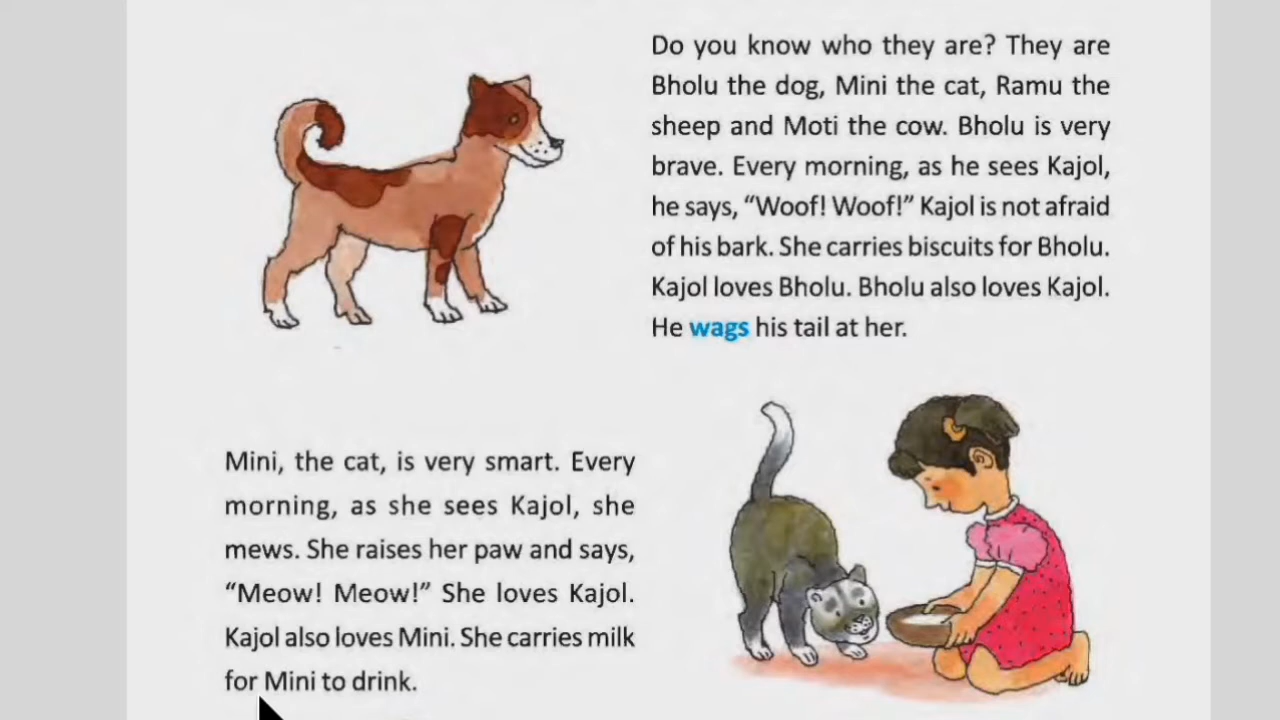 Do you know who they are? They are
Bholu the dog, Mini the cat, Ramu the
sheep and Moti the cow. Bholu is very
brave. Every morning, as he sees Kajol,
he says, “Woof! Woof!” Kajol is not afraid
of his bark. She carries biscuits for Bholu.
Kajol loves Bholu. Bholu also loves Kajol.
He wags his tail at her.
Mini, the cat, is very smart. Every
morning, as she sees Kajol, she
mews. She raises her paw and says,
“Meow! Meow!” She loves Kajol.
Kajol also loves Mini. She carries milk
for Mini to drink.